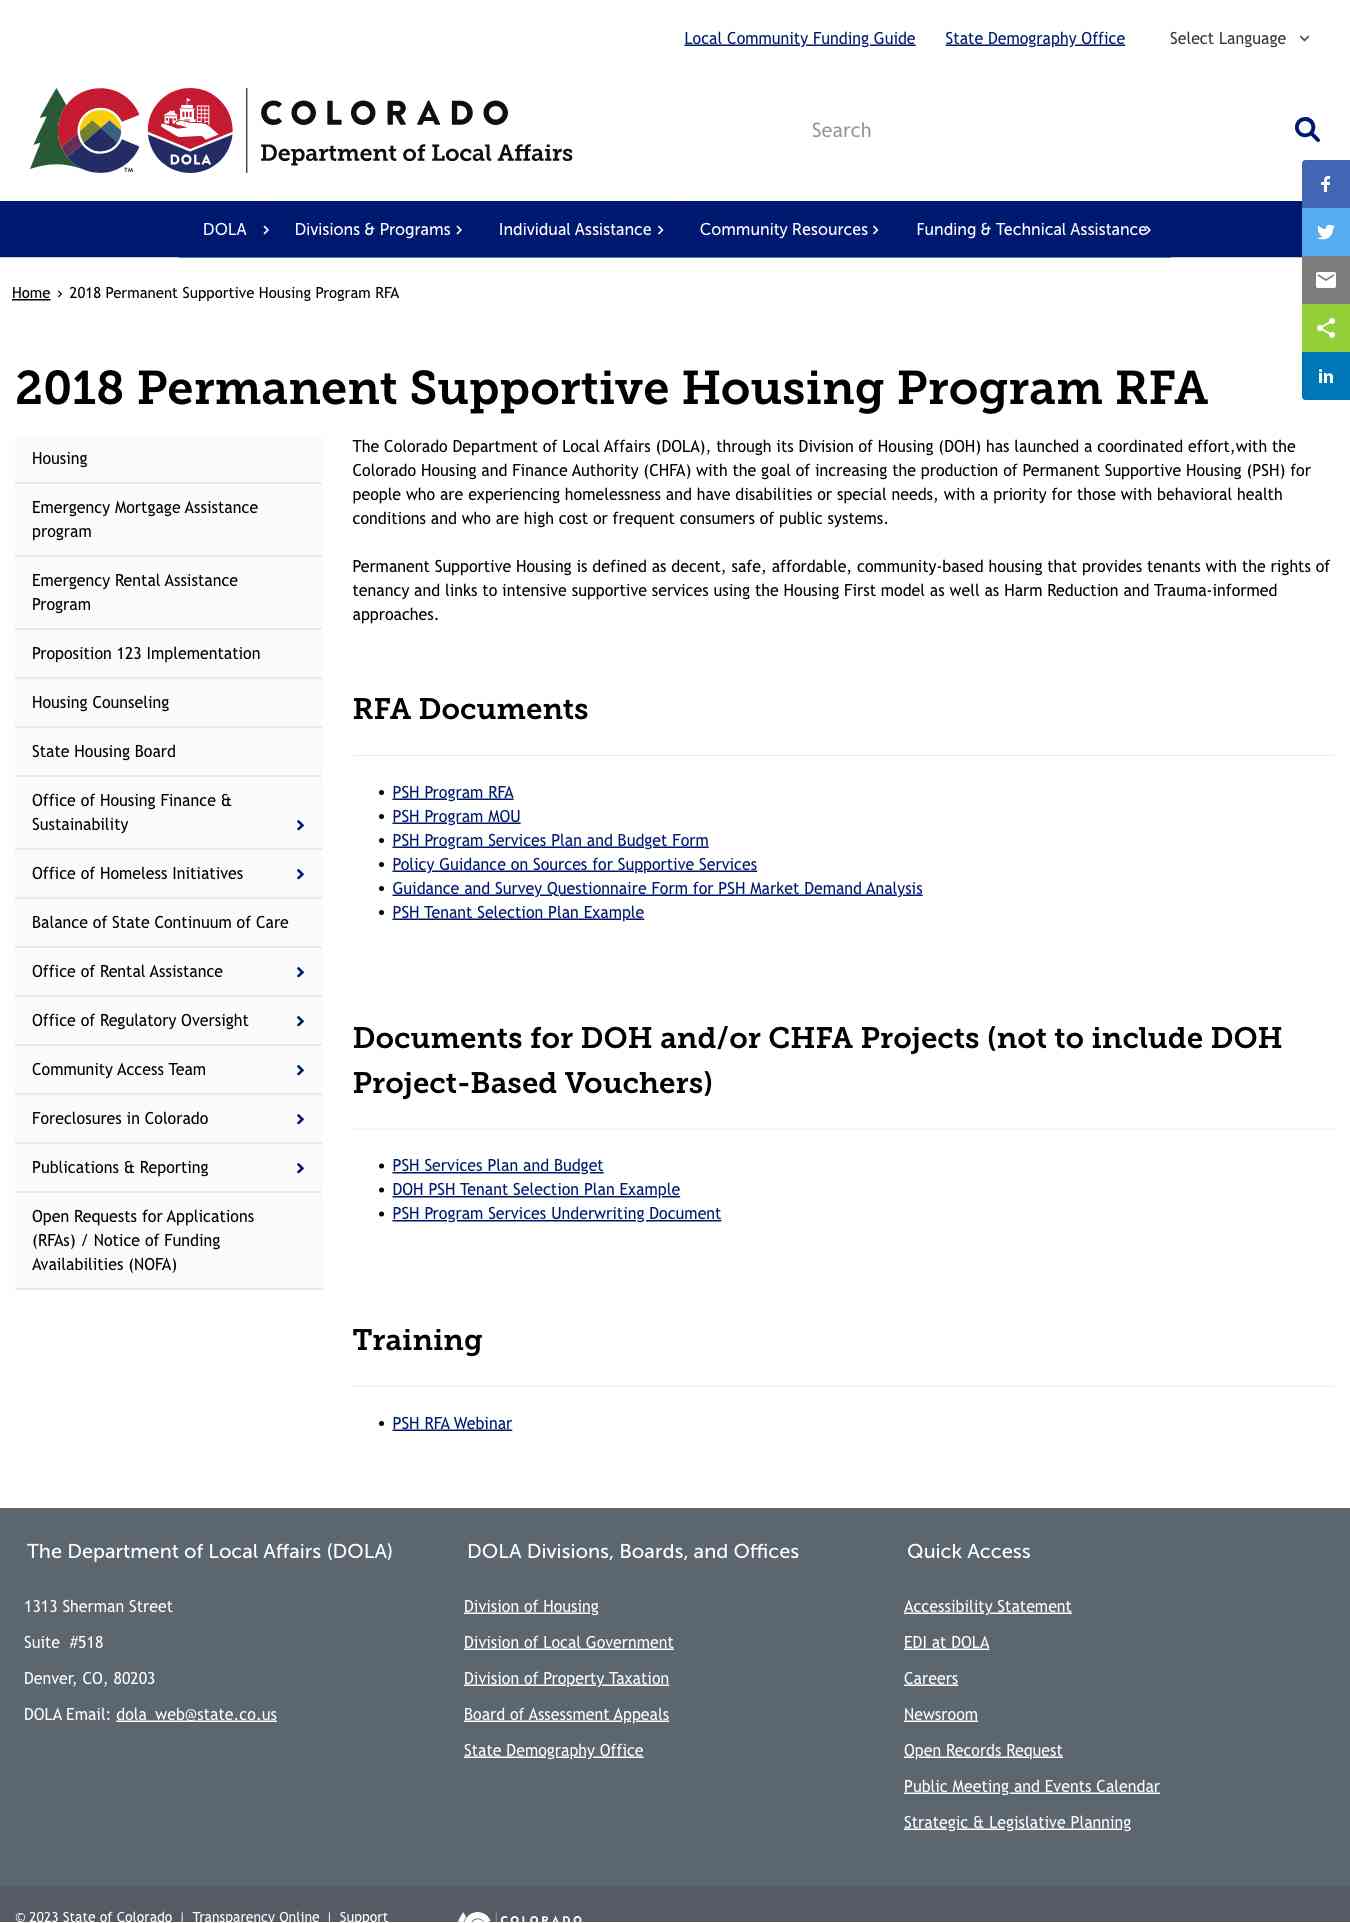 Local Community Funding Guide
State Demography Office
Select Language
COLORADO
Department of Local Affairs
DOLA
TM
Search
DOLA
Divisions & Programs
Individual Assistance
Community Resources
Funding & Technical Assistance
Home › 2018 Permanent Supportive Housing Program RFA
2018 Permanent Supportive Housing Program RFA
Housing
Emergency Mortgage Assistance
program
Emergency Rental Assistance
Program
Proposition 123 Implementation
Housing Counseling
State Housing Board
Office of Housing Finance &
Sustainability
Office of Homeless Initiatives
Balance of State Continuum of Care
Office of Rental Assistance
Office of Regulatory Oversight
Community Access Team
Foreclosures in Colorado
Publications & Reporting
Open Requests for Applications
(RFAs) / Notice of Funding
Availabilities (NOFA)
The Colorado Department of Local Affairs (DOLA), through its Division of Housing (DOH) has launched a coordinated effort,with the
Colorado Housing and Finance Authority (CHFA) with the goal of increasing the production of Permanent Supportive Housing (PSH) for
people who are experiencing homelessness and have disabilities or special needs, with a priority for those with behavioral health
conditions and who are high cost or frequent consumers of public systems.
Permanent Supportive Housing is defined as decent, safe, affordable, community-based housing that provides tenants with the rights of
tenancy and links to intensive supportive services using the Housing First model as well as Harm Reduction and Trauma-informed
approaches.
RFA Documents
• PSH Program RFA
• PSH Program MOU
• PSH Program Services Plan and Budget Form
• Policy Guidance on Sources for Supportive Services
• Guidance and Survey Questionnaire Form for PSH Market Demand Analysis
• PSH Tenant Selection Plan Example
Documents for DOH and/or CHFA Projects (not to include DOH
Project-Based Vouchers)
• PSH Services Plan and Budget
• DOH PSH Tenant Selection Plan Example
• PSH Program Services Underwriting Document
Training
• PSH RFA Webinar
The Department of Local Affairs (DOLA)
1313 Sherman Street
Suite #518
Denver, CO, 80203
DOLA Email: dola_web@state.co.us
DOLA Divisions, Boards, and Offices
Division of Housing
Division of Local Government
Division of Property Taxation
Board of Assessment Appeals
State Demography Office
Quick Access
Accessibility Statement
EDI at DOLA
Careers
Newsroom
Open Records Request
Public Meeting and Events Calendar
Strategic & Legislative Planning
© 2023 State of Colorado | Transparency Online | Support
COLORADO